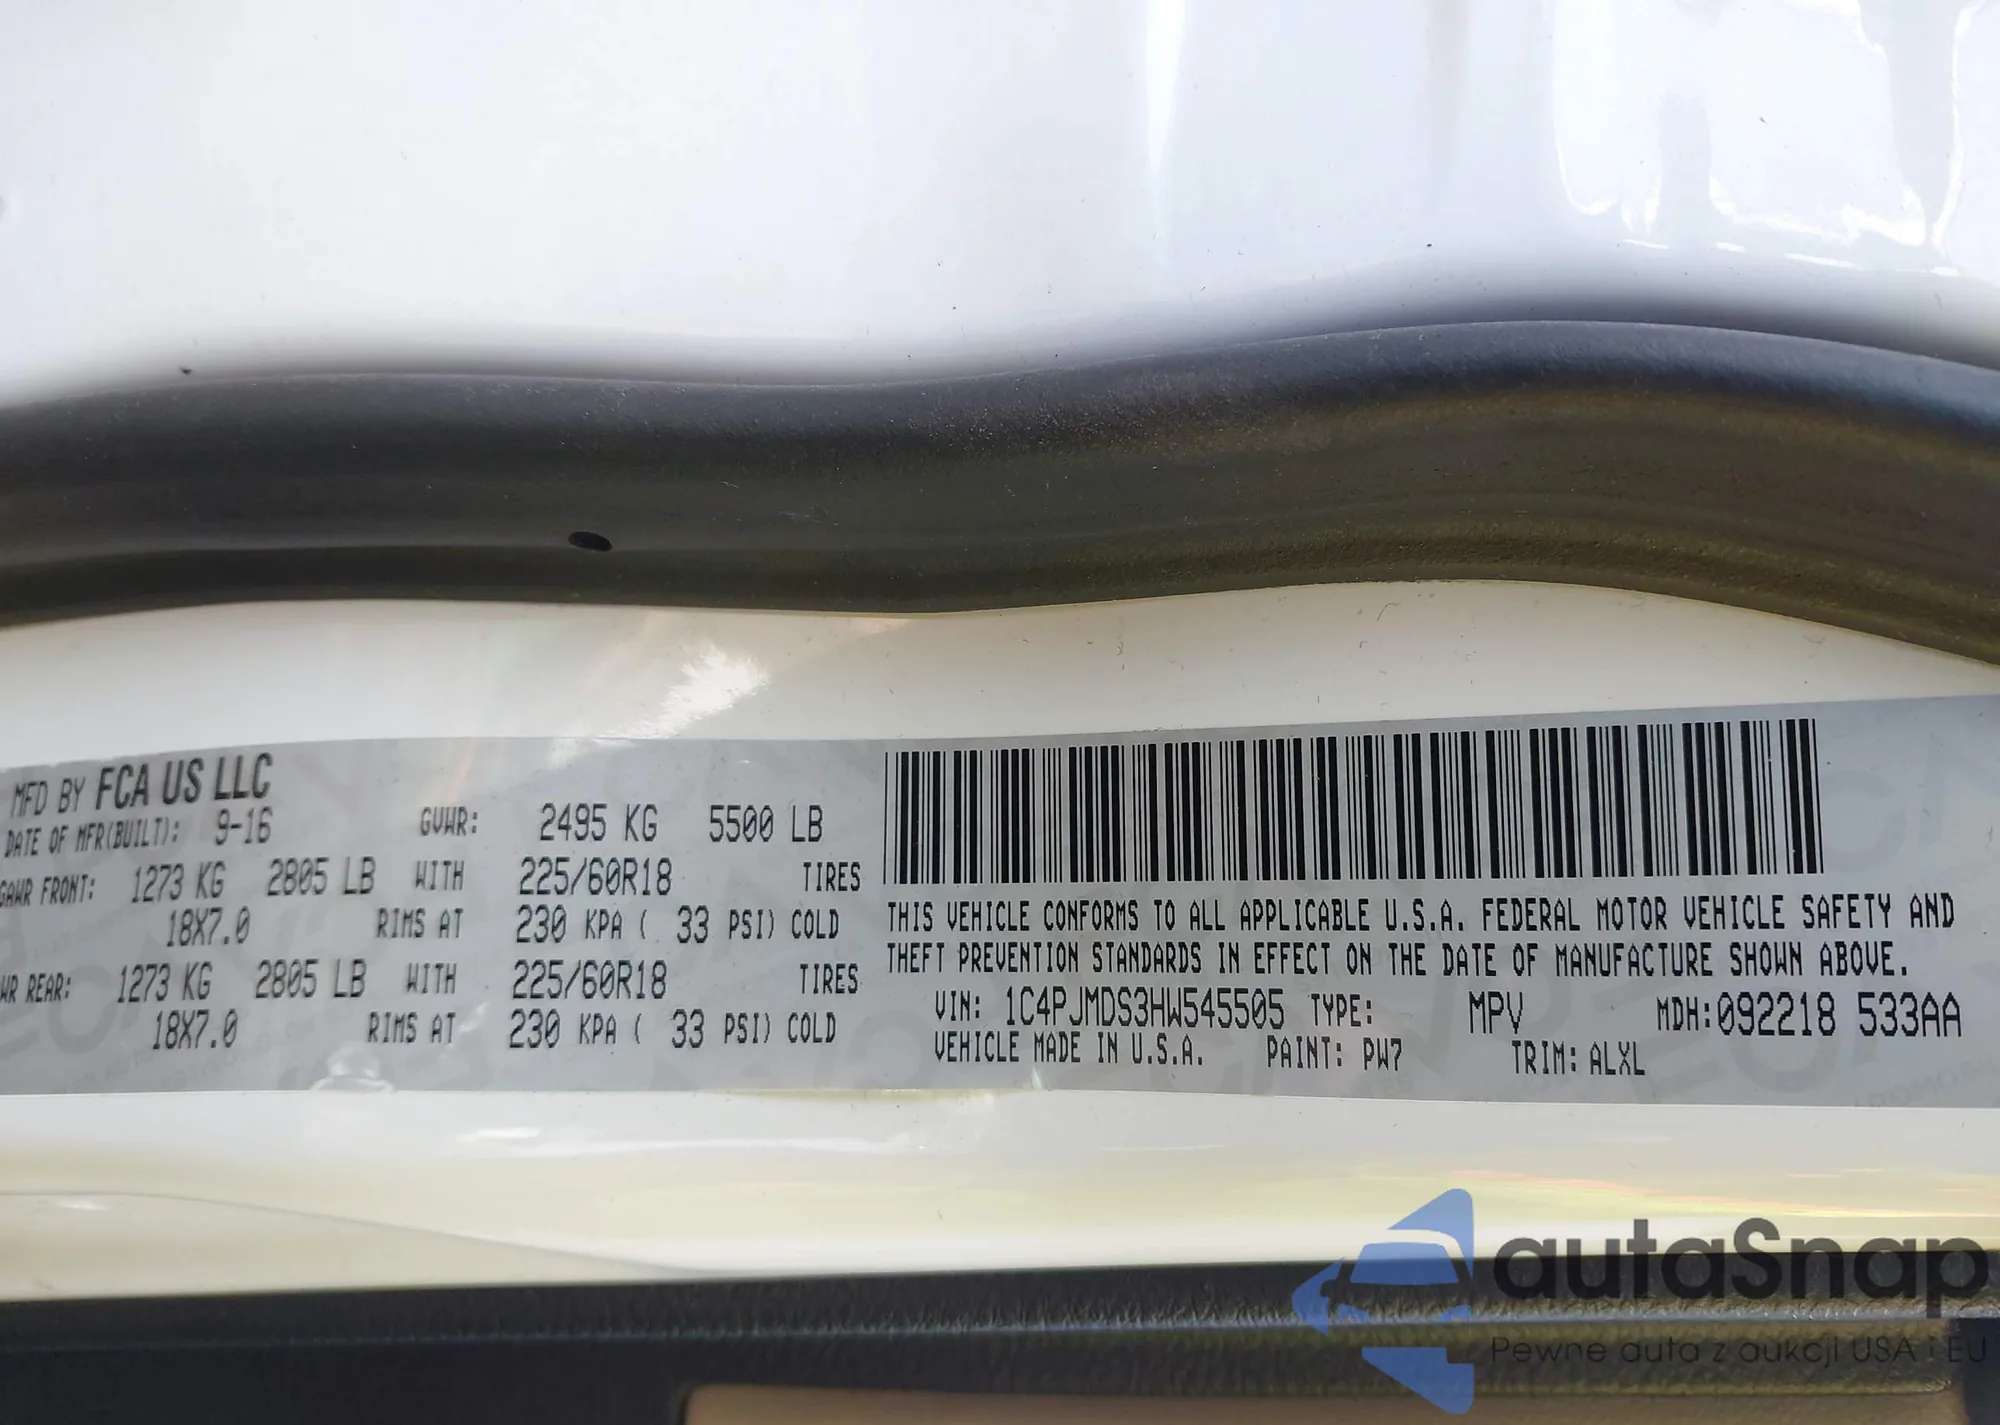 MFD BY FCA US LLC
DATE OF MFR(BUILT): 9-16 GVWR: 2495 KG 5500 LB
GAWR FRONT: 1273 KG 2805 LB WITH 225/60R18 TIRES
18X7.0 RIMS AT 230 KPA ( 33 PSI) COLD
WR REAR: 1273 KG 2805 LB WITH 225/60R18 TIRES
18X7.0 RIMS AT 230 KPA ( 33 PSI) COLD
THIS VEHICLE CONFORMS TO ALL APPLICABLE U.S.A. FEDERAL MOTOR VEHICLE SAFETY AND
THEFT PREVENTION STANDARDS IN EFFECT ON THE DATE OF MANUFACTURE SHOWN ABOVE.
VIN: 1C4PJMDS3HW545505 TYPE: MPV MDH:092218 533AA
VEHICLE MADE IN U.S.A. PAINT: PW7 TRIM: ALXL
autaSnap
Pewne auta z aukcji USA i EU